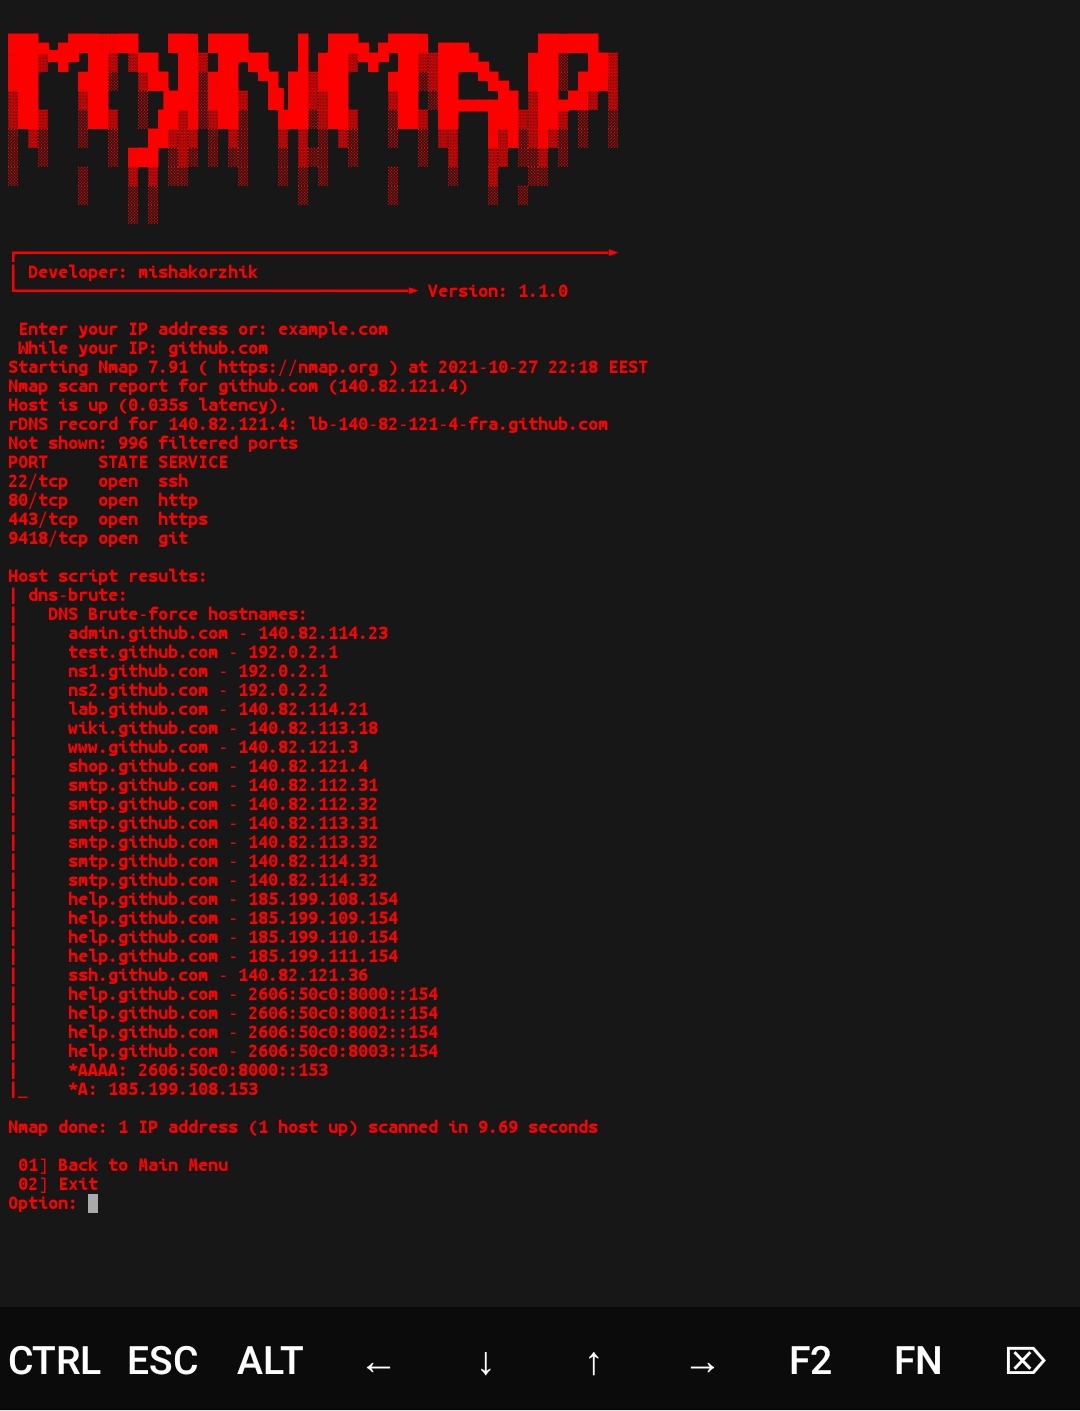 MYNMAP
Developer: mishakorzhik
Version: 1.1.0
Enter your IP address or: example.com
While your IP: github.com
Starting Nmap 7.91 ( https://nmap.org ) at 2021-10-27 22:18 EEST
Nmap scan report for github.com (140.82.121.4)
Host is up (0.035s latency).
rDNS record for 140.82.121.4: lb-140-82-121-4-fra.github.com
Not shown: 996 filtered ports
PORT     STATE SERVICE
22/tcp   open  ssh
80/tcp   open  http
443/tcp  open  https
9418/tcp open  git
Host script results:
| dns-brute:
|   DNS Brute-force hostnames:
|     admin.github.com - 140.82.114.23
|     test.github.com - 192.0.2.1
|     ns1.github.com - 192.0.2.1
|     ns2.github.com - 192.0.2.2
|     lab.github.com - 140.82.114.21
|     wiki.github.com - 140.82.113.18
|     www.github.com - 140.82.121.3
|     shop.github.com - 140.82.121.4
|     smtp.github.com - 140.82.112.31
|     smtp.github.com - 140.82.112.32
|     smtp.github.com - 140.82.113.31
|     smtp.github.com - 140.82.113.32
|     smtp.github.com - 140.82.114.31
|     smtp.github.com - 140.82.114.32
|     help.github.com - 185.199.108.154
|     help.github.com - 185.199.109.154
|     help.github.com - 185.199.110.154
|     help.github.com - 185.199.111.154
|     ssh.github.com - 140.82.121.36
|     help.github.com - 2606:50c0:8000::154
|     help.github.com - 2606:50c0:8001::154
|     help.github.com - 2606:50c0:8002::154
|     help.github.com - 2606:50c0:8003::154
|     *AAAA: 2606:50c0:8000::153
|_    *A: 185.199.108.153
Nmap done: 1 IP address (1 host up) scanned in 9.69 seconds
01] Back to Main Menu
02] Exit
Option:
CTRL ESC ALT ← ↓ ↑ → F2 FN ⌦